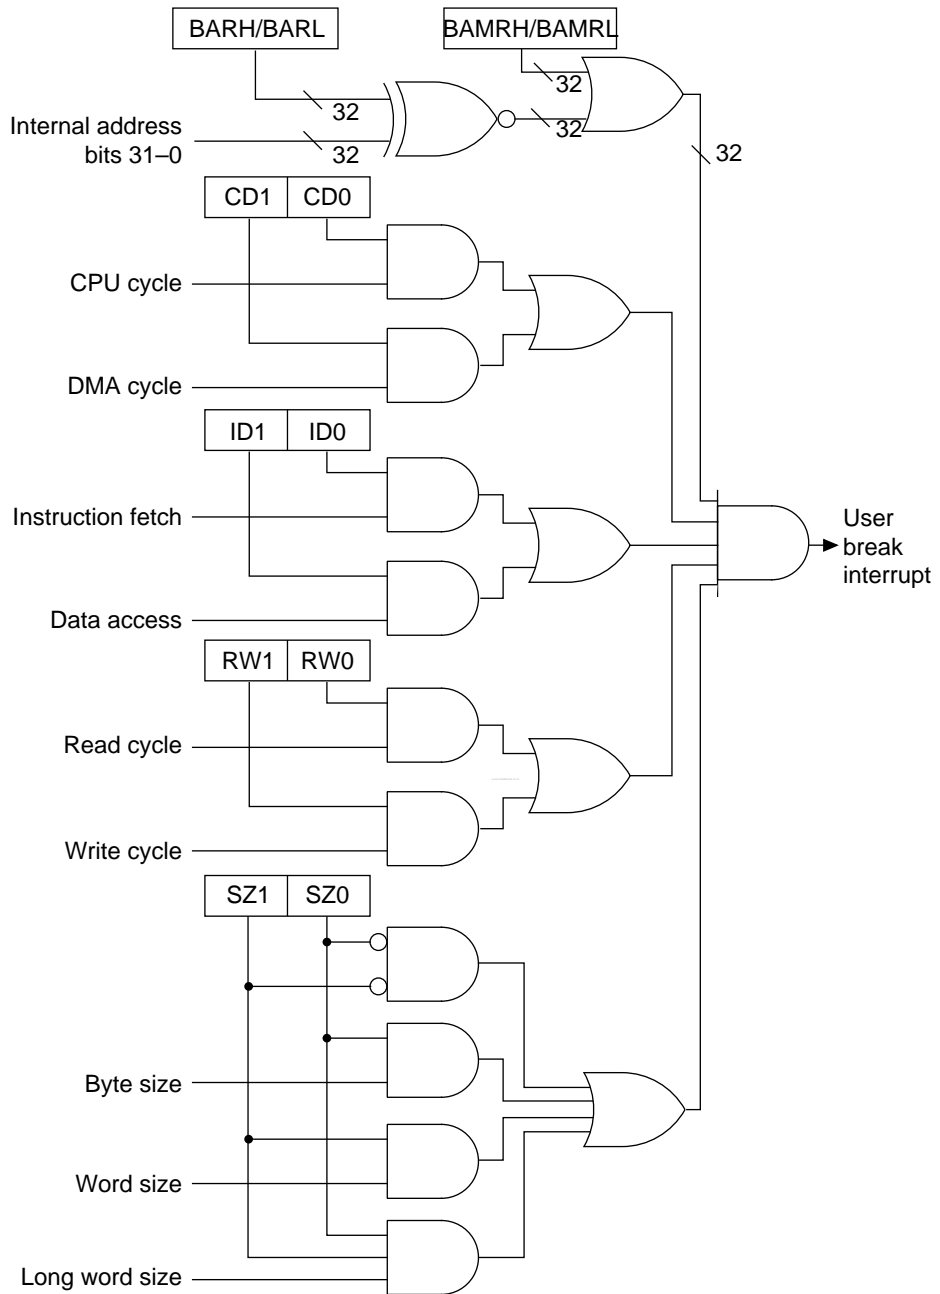 BARH/BARL
BAMRH/BAMRL
32
32
32
32
32
Internal address
bits 31–0
CD1 CD0
CPU cycle
DMA cycle
ID1 ID0
Instruction fetch
Data access
User
break
interrupt
RW1 RW0
Read cycle
Write cycle
SZ1 SZ0
Byte size
Word size
Long word size